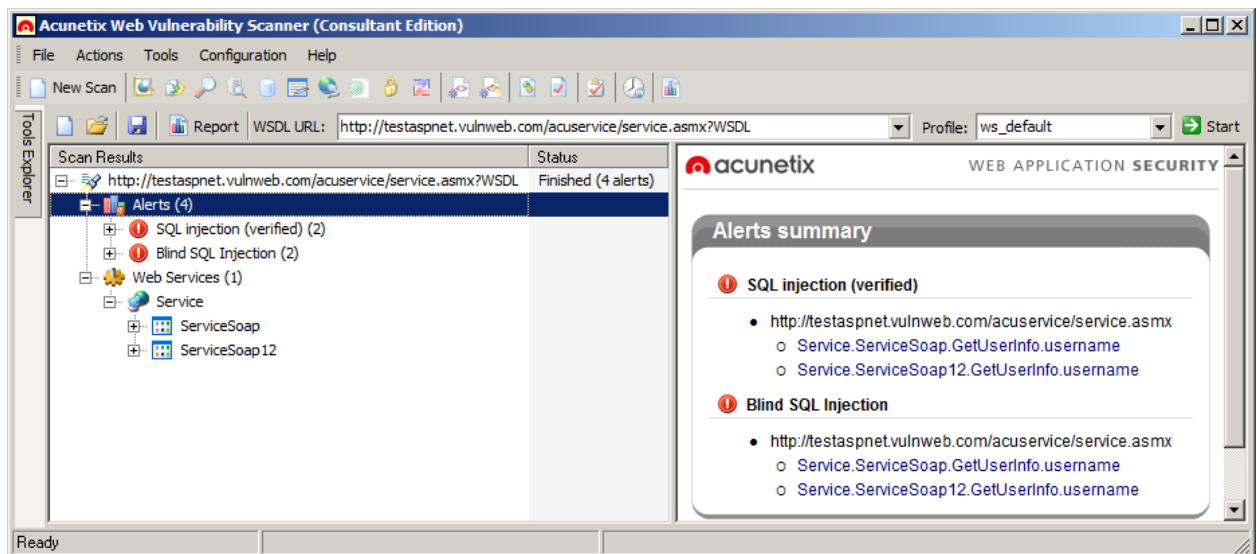 Acunetix Web Vulnerability Scanner (Consultant Edition)
File Actions Tools Configuration Help
New Scan
Tools Explorer
Report WSDL URL: http://testaspnet.vulnweb.com/acuservice/service.asmx?WSDL Profile: ws_default Start
Scan Results Status
http://testaspnet.vulnweb.com/acuservice/service.asmx?WSDL Finished (4 alerts)
Alerts (4)
SQL injection (verified) (2)
Blind SQL Injection (2)
Web Services (1)
Service
ServiceSoap
ServiceSoap12
acunetix WEB APPLICATION SECURITY
Alerts summary
SQL injection (verified)
http://testaspnet.vulnweb.com/acuservice/service.asmx
Service.ServiceSoap.GetUserInfo.username
Service.ServiceSoap12.GetUserInfo.username
Blind SQL Injection
http://testaspnet.vulnweb.com/acuservice/service.asmx
Service.ServiceSoap.GetUserInfo.username
Service.ServiceSoap12.GetUserInfo.username
Ready